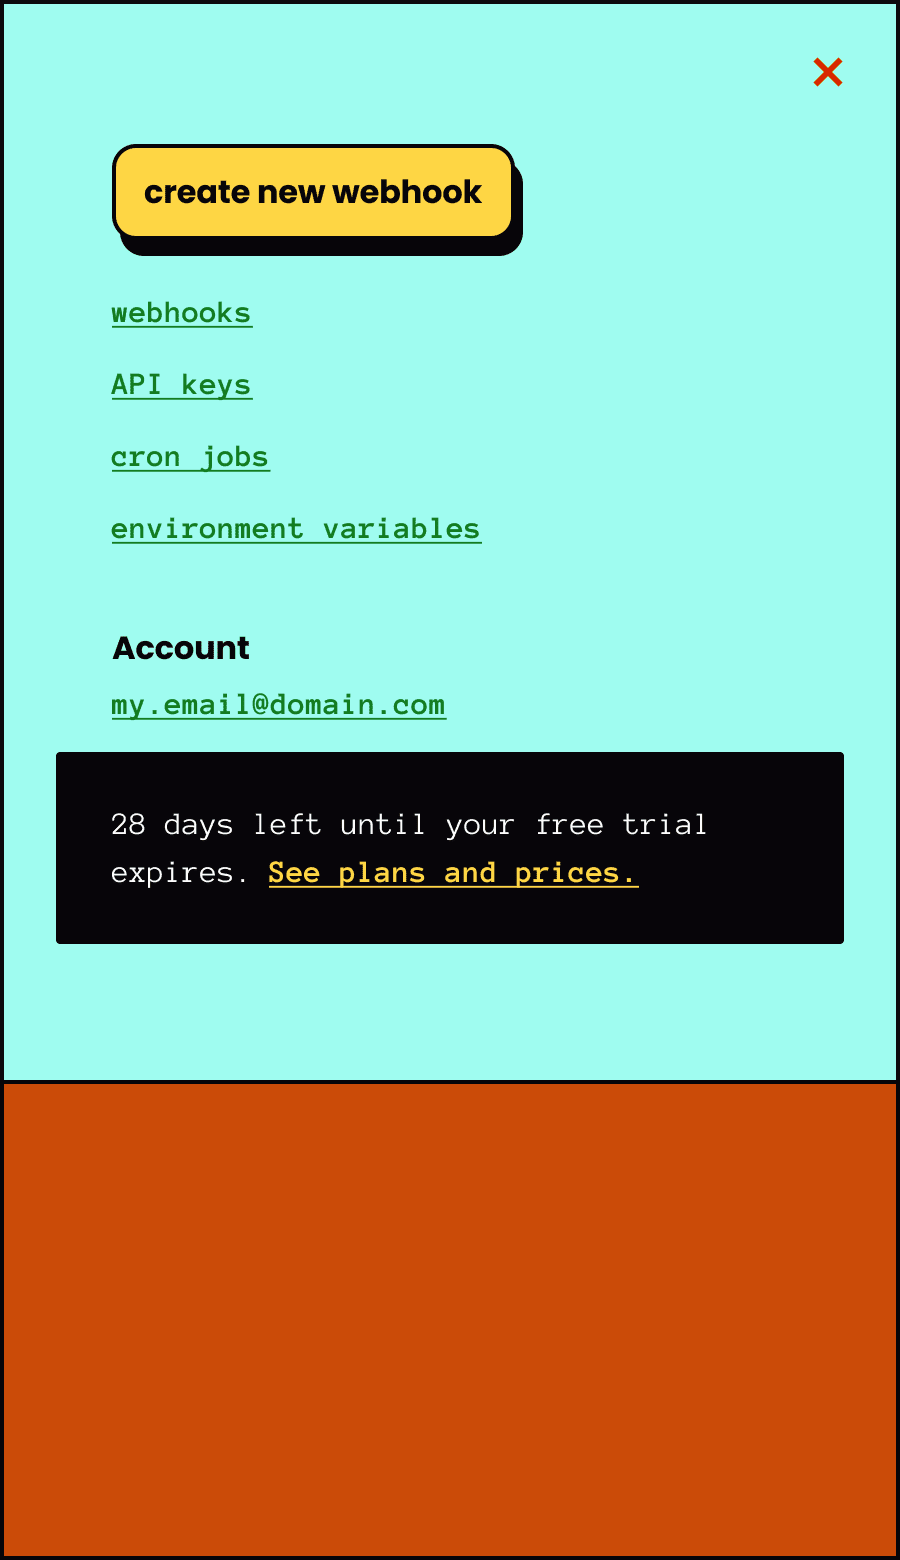 create new webhook
webhooks
API keys
cron jobs
environment variables
Account
my.email@domain.com
28 days left until your free trial
expires. See plans and prices.